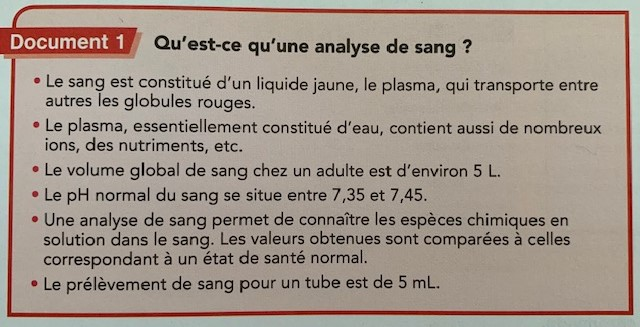 Document 1 Qu'est-ce qu'une analyse de sang ?
• Le sang est constitué d'un liquide jaune, le plasma, qui transporte entre
autres les globules rouges.
• Le plasma, essentiellement constitué d'eau, contient aussi de nombreux
ions, des nutriments, etc.
• Le volume global de sang chez un adulte est d'environ 5 L.
• Le pH normal du sang se situe entre 7,35 et 7,45.
• Une analyse de sang permet de connaître les espèces chimiques en
solution dans le sang. Les valeurs obtenues sont comparées à celles
correspondant à un état de santé normal.
• Le prélèvement de sang pour un tube est de 5 mL.